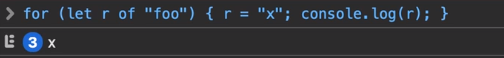 > for (let r of "foo") { r = "x"; console.log(r); }
3 x